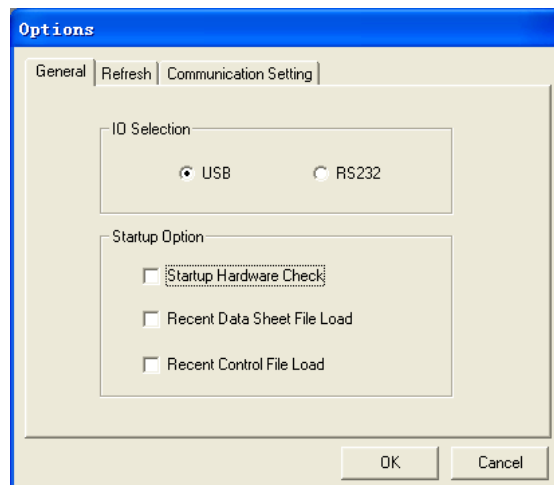 Options
General Refresh Communication Setting
IO Selection
USB RS232
Startup Option
Startup Hardware Check
Recent Data Sheet File Load
Recent Control File Load
OK Cancel